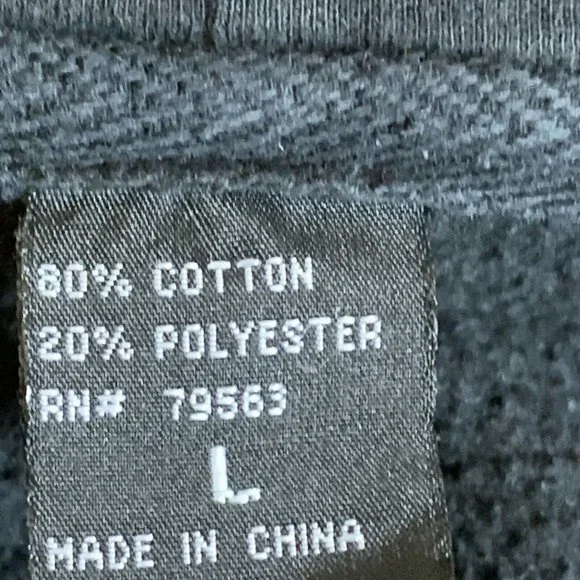 80% COTTON
20% POLYESTER
RN# 79563
L
MADE IN CHINA